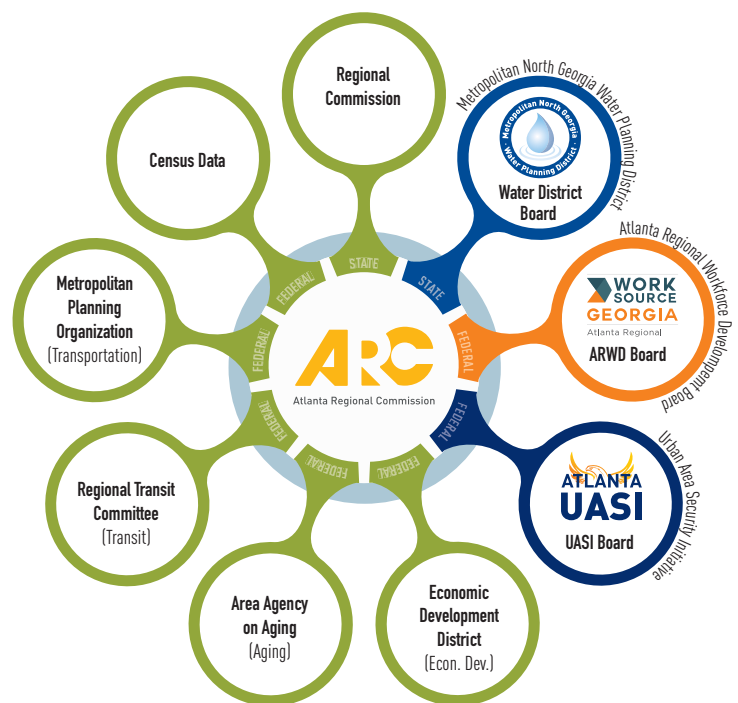 Regional
Commission
STATE
Metropolitan North Georgia Water Planning District
Metropolitan North Georgia
Water Planning District
Water District
Board
STATE
Atlanta Regional Workforce Develompemt Board
WORK
SOURCE
GEORGIA
Atlanta Regional
ARWD Board
FEDERAL
Urban Area Security Initiative
ATLANTA
UASI
UASI Board
FEDERAL
Economic
Development
District
(Econ. Dev.)
FEDERAL
Area Agency
on Aging
(Aging)
FEDERAL
Regional Transit
Committee
(Transit)
FEDERAL
Metropolitan
Planning
Organization
(Transportation)
FEDERAL
Census Data
FEDERAL
ARC
Atlanta Regional Commission